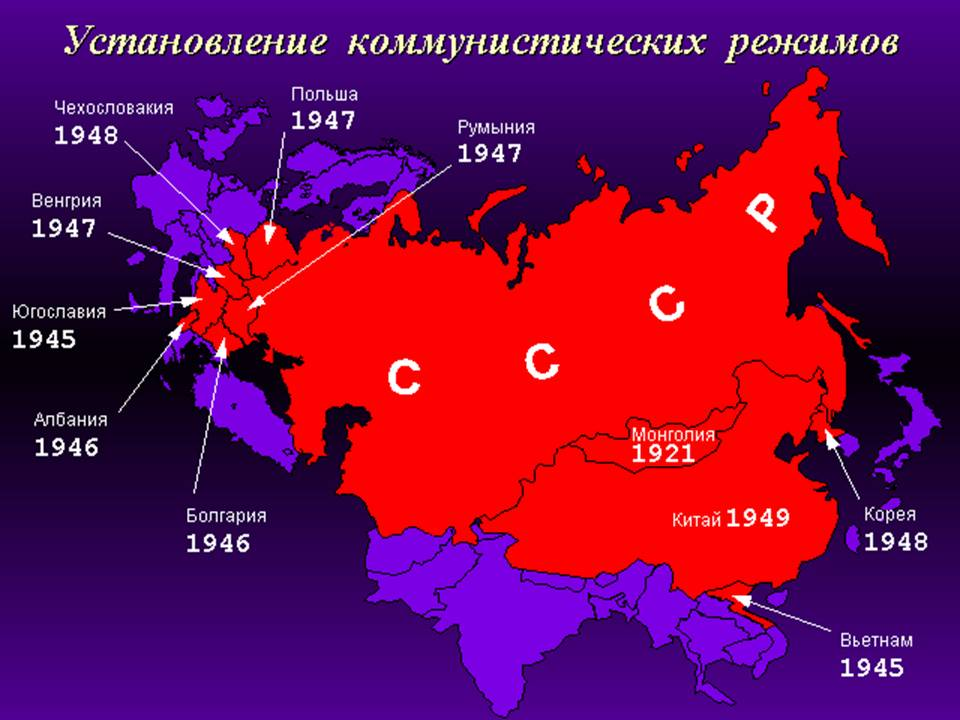 Установление коммунистических режимов
Чехословакия
1948
Польша
1947
Румыния
1947
Венгрия
1947
Югославия
1945
Албания
1946
Болгария
1946
С С С Р
Монголия
1921
Китай 1949
Корея
1948
Вьетнам
1945